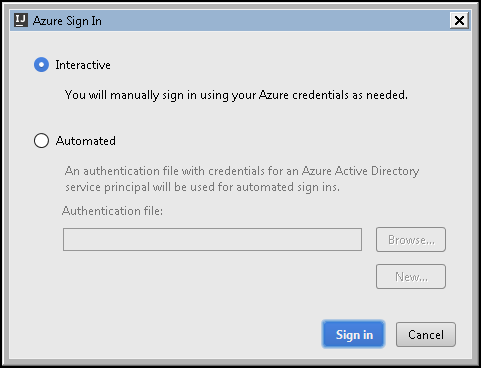 IJ Azure Sign In
Interactive
You will manually sign in using your Azure credentials as needed.
Automated
An authentication file with credentials for an Azure Active Directory
service principal will be used for automated sign ins.
Authentication file:
Browse...
New...
Sign in Cancel